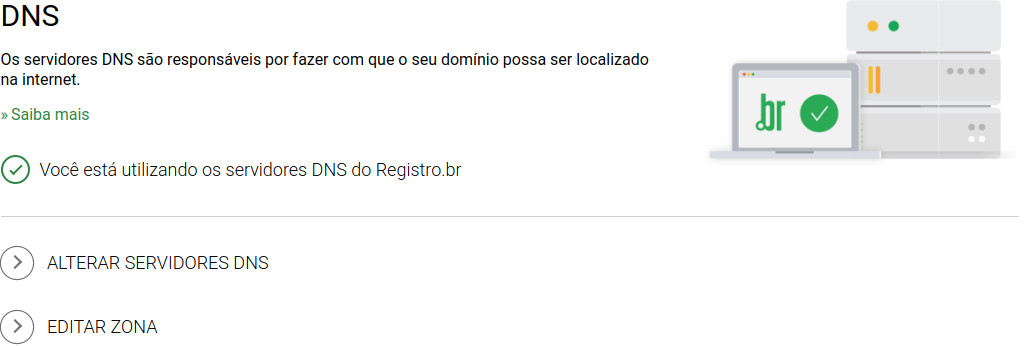 DNS
Os servidores DNS são responsáveis por fazer com que o seu domínio possa ser localizado
na internet.
» Saiba mais
.br
Você está utilizando os servidores DNS do Registro.br
ALTERAR SERVIDORES DNS
EDITAR ZONA